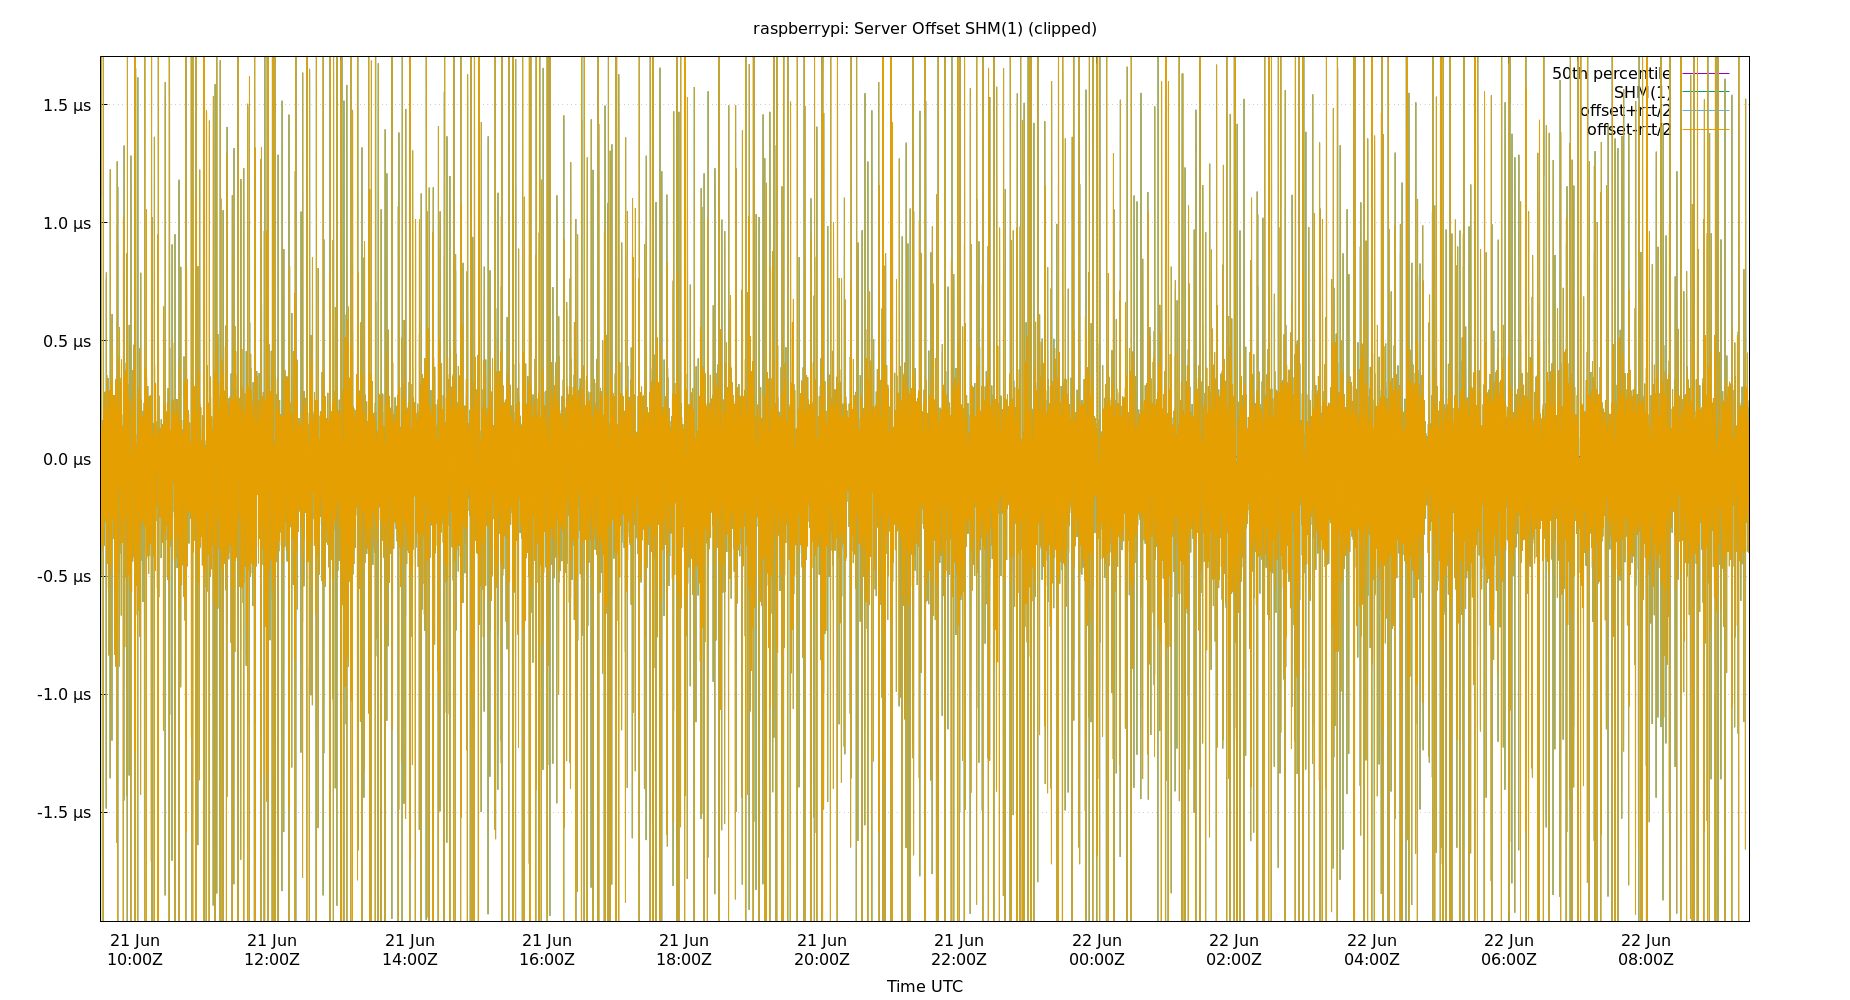 raspberrypi: Server Offset SHM(1) (clipped)
50th percentile
SHM(1)
offset+rtt/2
offset-rtt/2
1.5 µs
1.0 µs
0.5 µs
0.0 µs
-0.5 µs
-1.0 µs
-1.5 µs
21 Jun 21 Jun 21 Jun 21 Jun 21 Jun 21 Jun 21 Jun 22 Jun 22 Jun 22 Jun 22 Jun 22 Jun
10:00Z 12:00Z 14:00Z 16:00Z 18:00Z 20:00Z 22:00Z 00:00Z 02:00Z 04:00Z 06:00Z 08:00Z
Time UTC